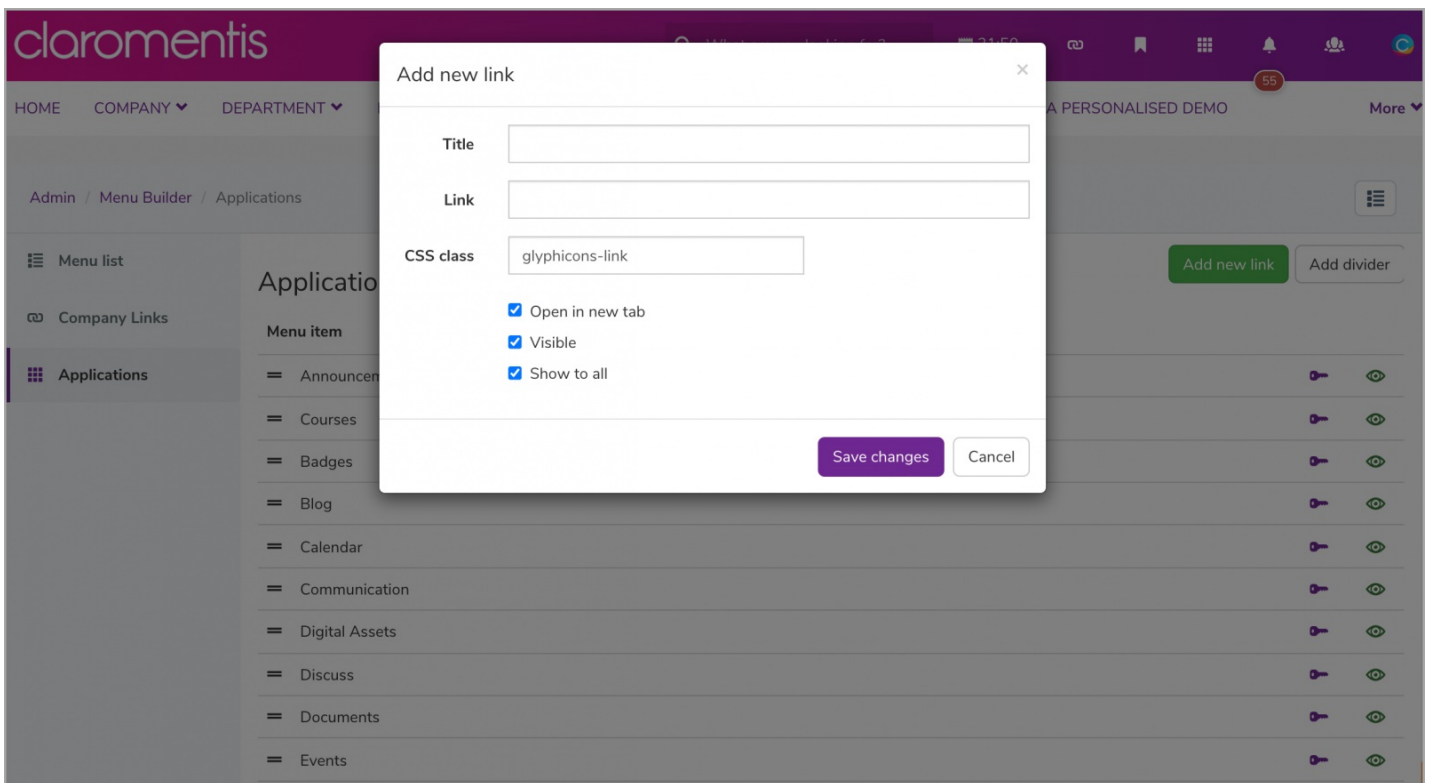 claromentis
21:50
55
HOME COMPANY DEPARTMENT A PERSONALISED DEMO More
Add new link ×
Title
Link
CSS class glyphicons-link
Open in new tab
Visible
Show to all
Save changes Cancel
Admin / Menu Builder / Applications
Menu list
Company Links
Applications
Applicatio
Add new link Add divider
Menu item
Announcem
Courses
Badges
Blog
Calendar
Communication
Digital Assets
Discuss
Documents
Events